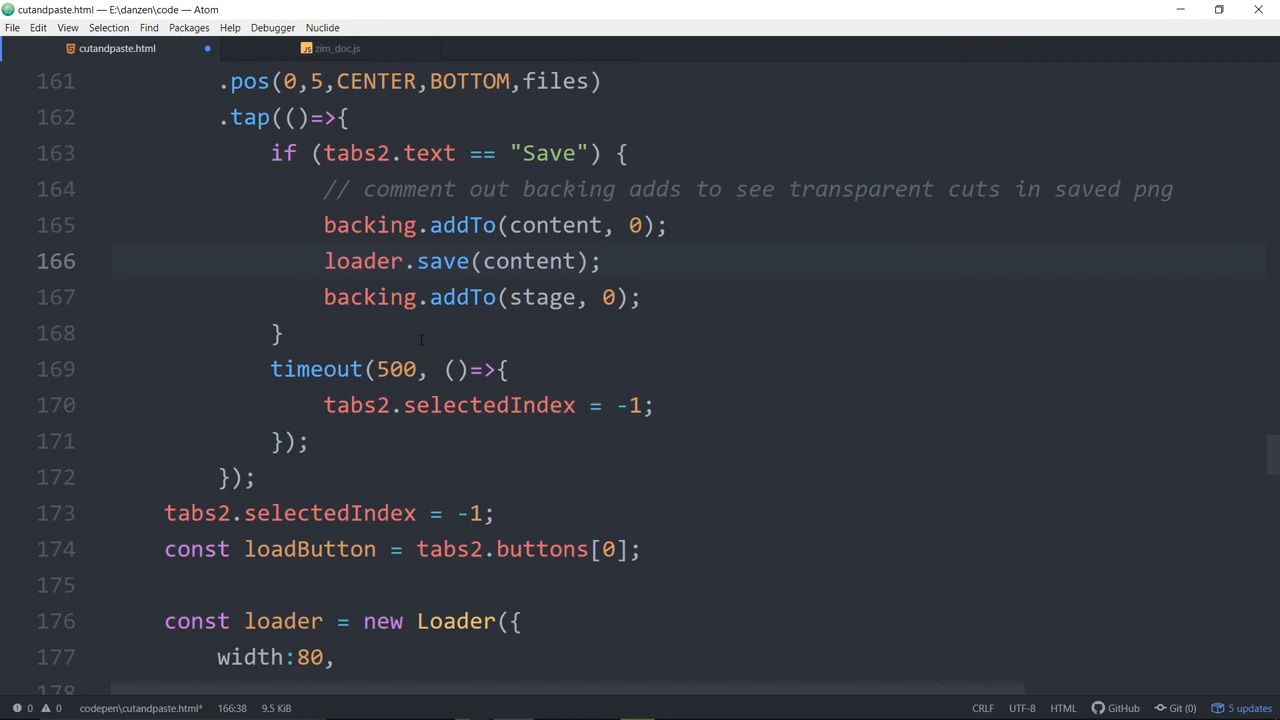 cutandpaste.html — E:\danzen\code — Atom
File Edit View Selection Find Packages Help Debugger Nuclide
cutandpaste.html zim_doc.js
161 .pos(0,5,CENTER,BOTTOM,files)
162 .tap(()=>{
163 if (tabs2.text == "Save") {
164 // comment out backing adds to see transparent cuts in saved png
165 backing.addTo(content, 0);
166 loader.save(content);
167 backing.addTo(stage, 0);
168 }
169 timeout(500, ()=>{
170 tabs2.selectedIndex = -1;
171 });
172 });
173 tabs2.selectedIndex = -1;
174 const loadButton = tabs2.buttons[0];
175
176 const loader = new Loader({
177 width:80,
178
0 0 codepen\cutandpaste.html* 166:38 9.5 KiB CRLF UTF-8 HTML GitHub Git (0) 5 updates